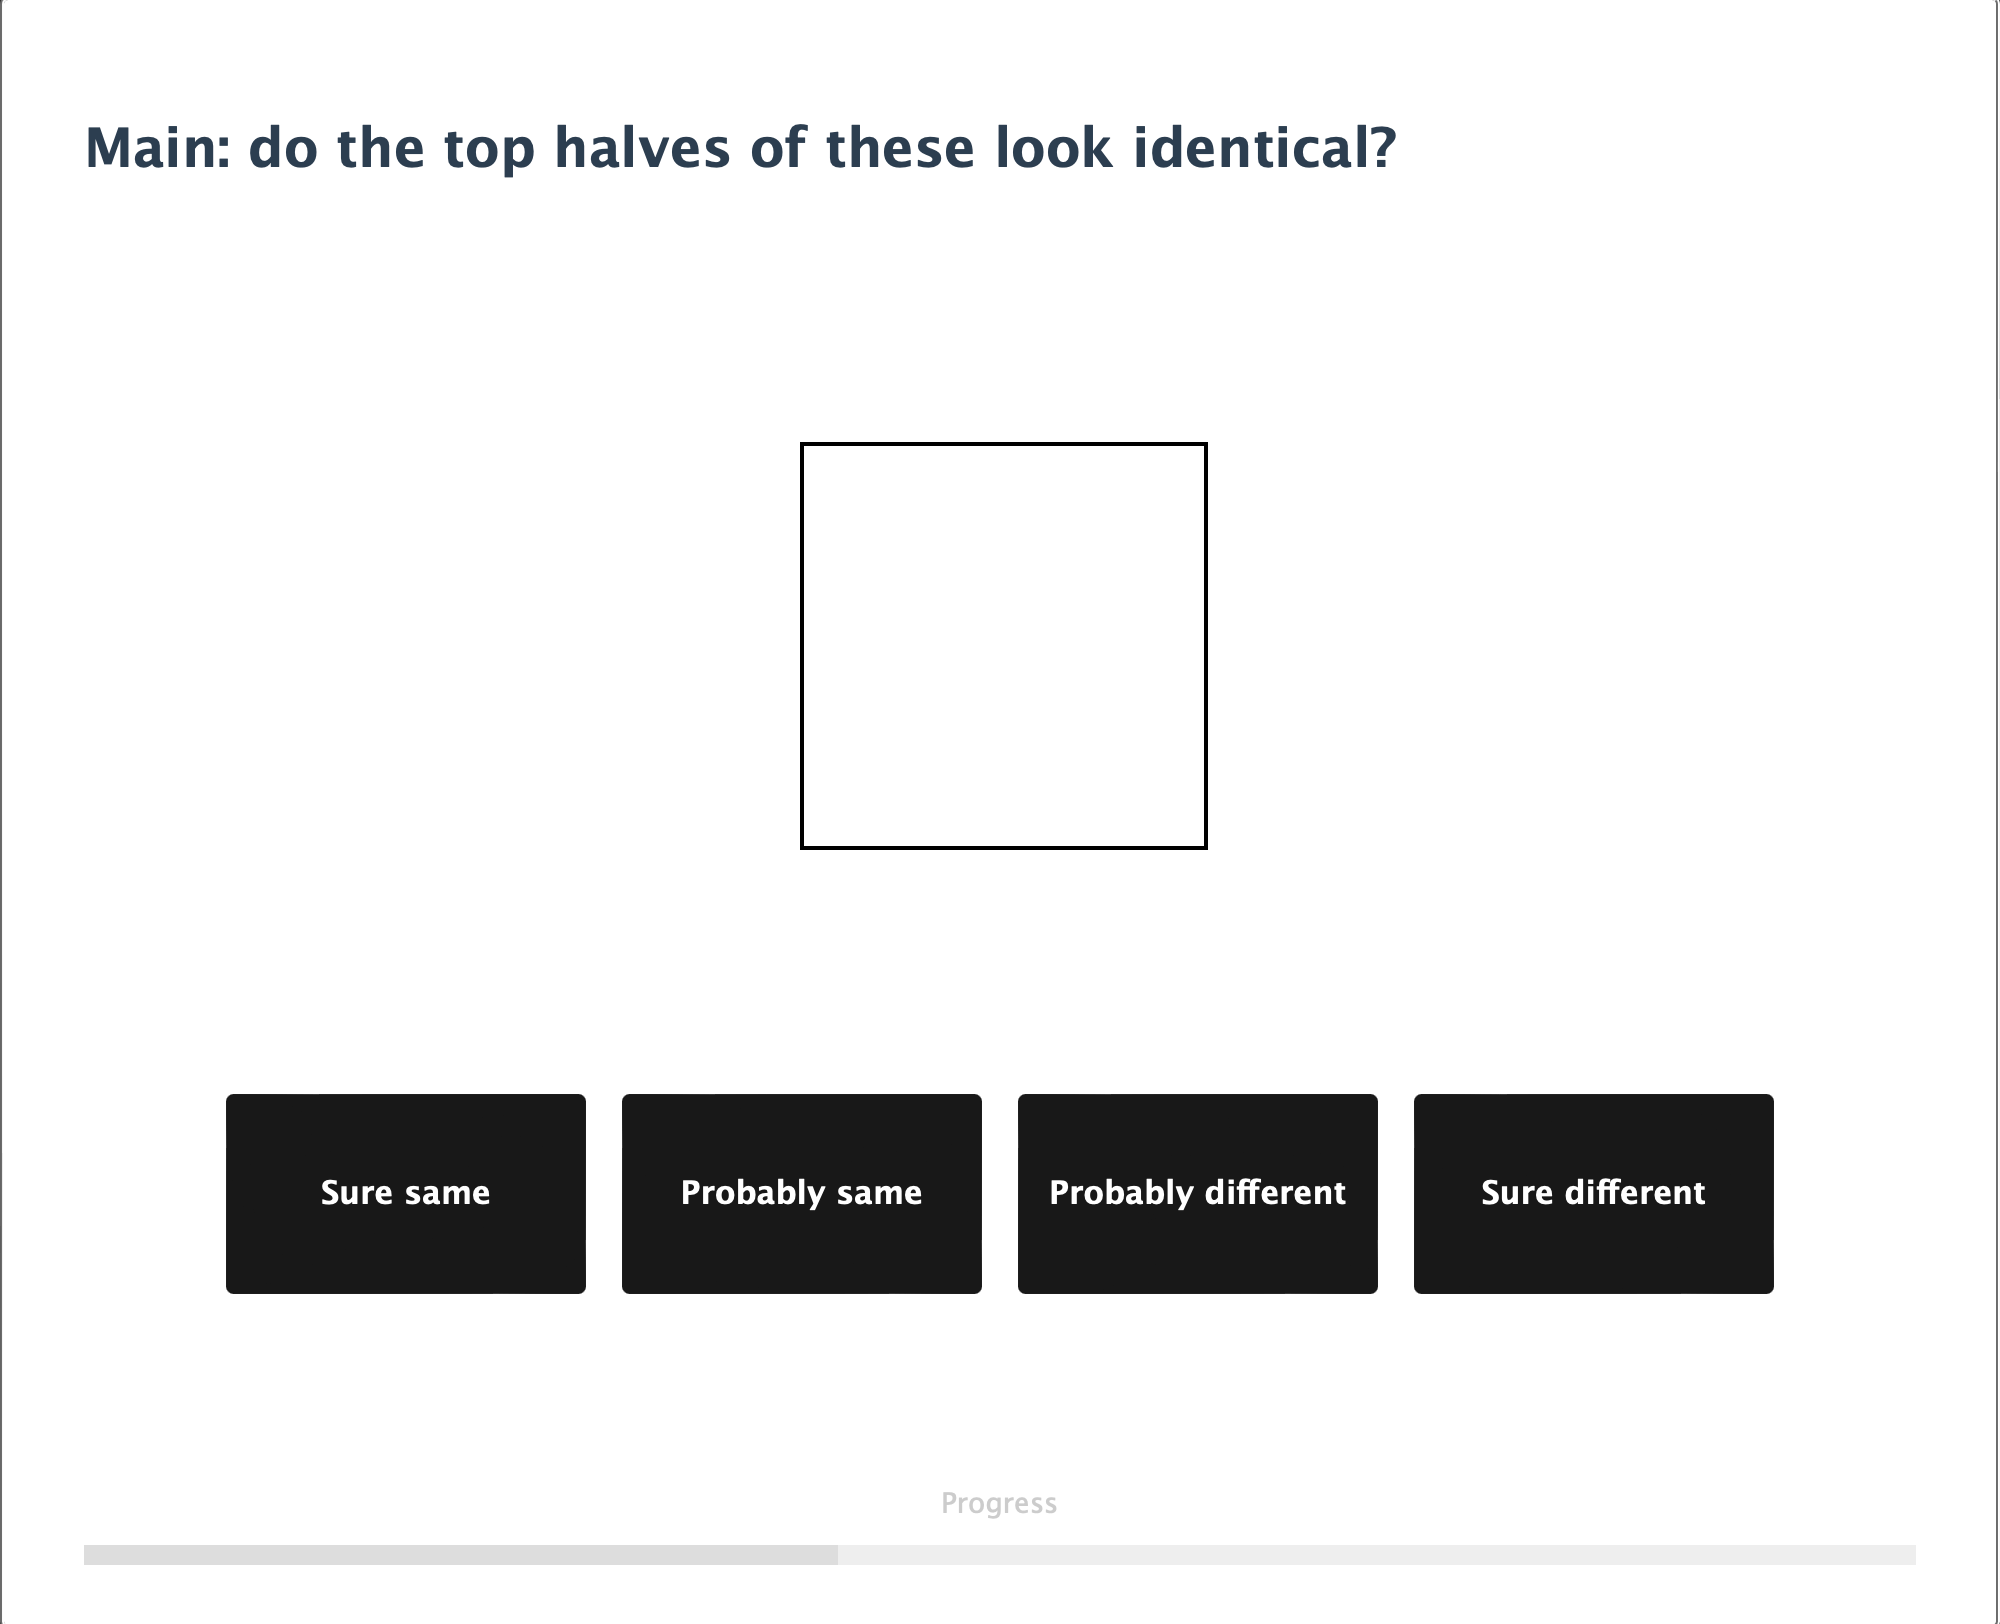 Main: do the top halves of these look identical?
Sure same
Probably same
Probably different
Sure different
Progress